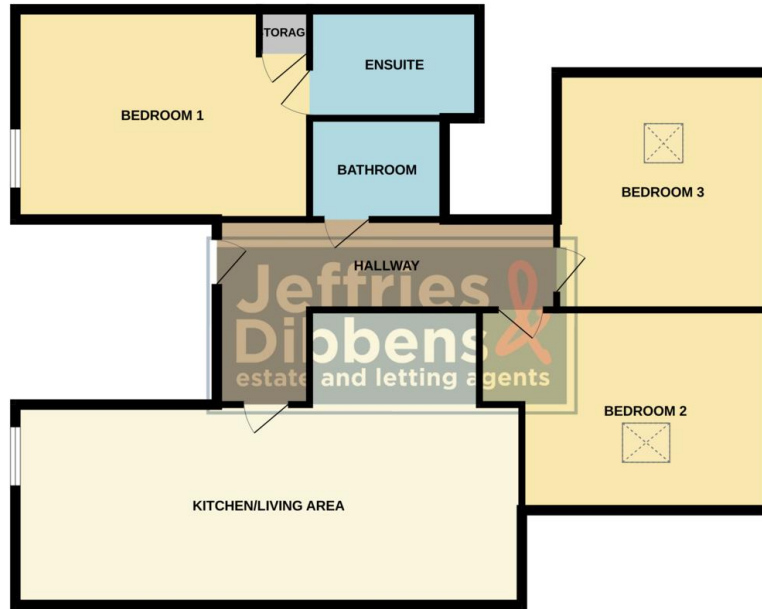 TORAG
ENSUITE
BEDROOM 1
BATHROOM
BEDROOM 3
HALLWAY
Jeffries
Dibbens &
estate and letting agents
BEDROOM 2
KITCHEN/LIVING AREA